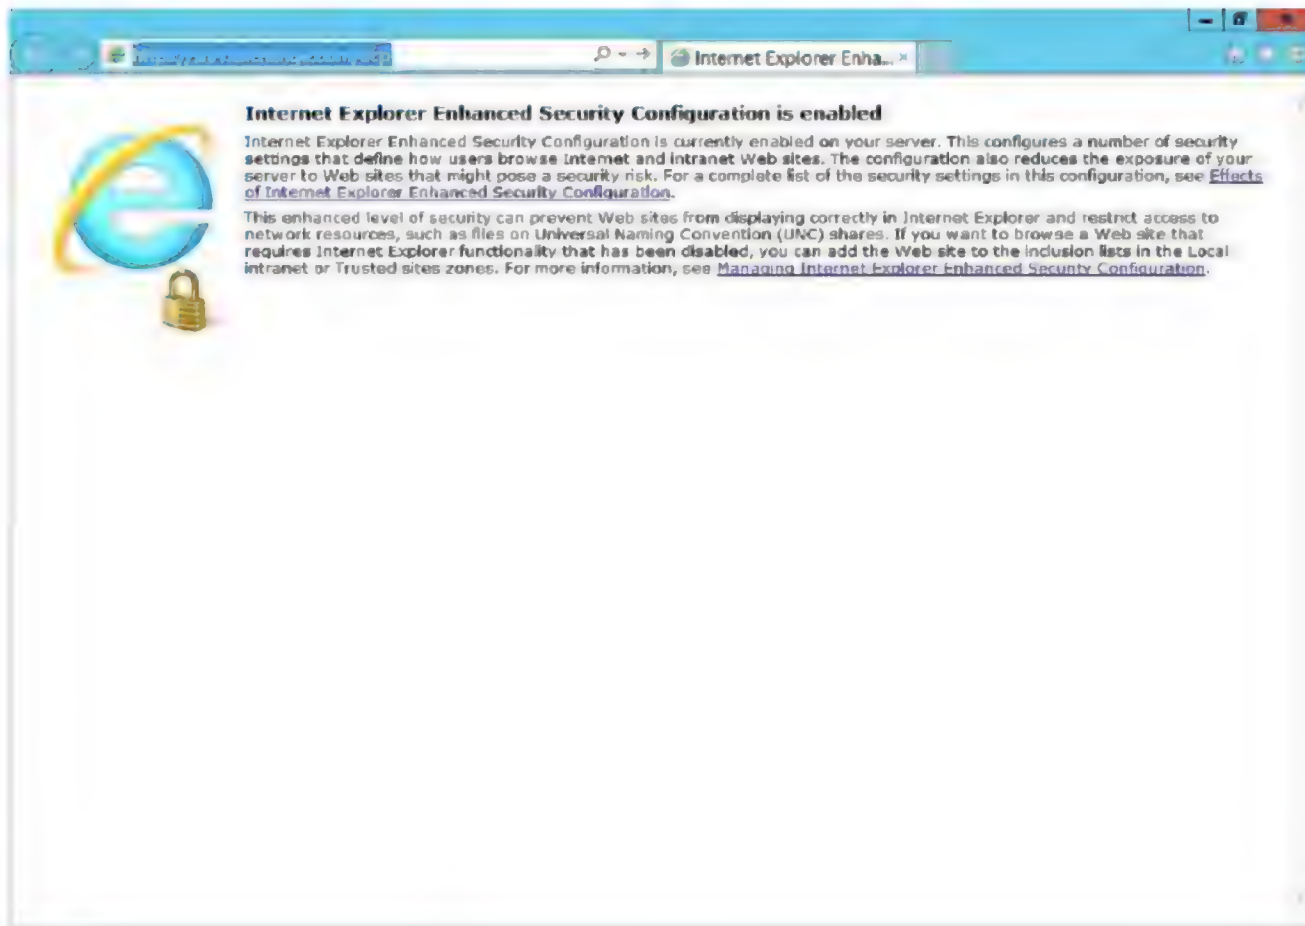 Internet Explorer Enha...
Internet Explorer Enhanced Security Configuration is enabled
Internet Explorer Enhanced Security Configuration is currently enabled on your server. This configures a number of security
settings that define how users browse Internet and intranet Web sites. The configuration also reduces the exposure of your
server to Web sites that might pose a security risk. For a complete list of the security settings in this configuration, see Effects
of Internet Explorer Enhanced Security Configuration.
This enhanced level of security can prevent Web sites from displaying correctly in Internet Explorer and restrict access to
network resources, such as files on Universal Naming Convention (UNC) shares. If you want to browse a Web site that
requires Internet Explorer functionality that has been disabled, you can add the Web site to the inclusion lists in the Local
intranet or Trusted sites zones. For more information, see Managing Internet Explorer Enhanced Security Configuration.